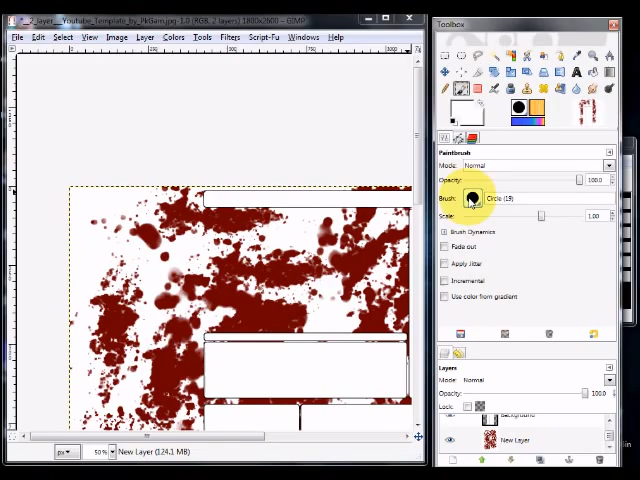 *__2_layer__Youtube_Template_by_PkGam.jpg-1.0 (RGB, 2 layers) 1800x2600 – GIMP
File Edit Select View Image Layer Colors Tools Filters Script-Fu Windows Help
px 50% New Layer (124.1 MB)
Toolbox
Paintbrush
Mode: Normal
Opacity: 100.0
Brush: Circle (19)
Scale: 1.00
Brush Dynamics
Fade out
Apply Jitter
Incremental
Use color from gradient
Layers
Mode: Normal
Opacity: 100.0
Lock:
Background
New Layer